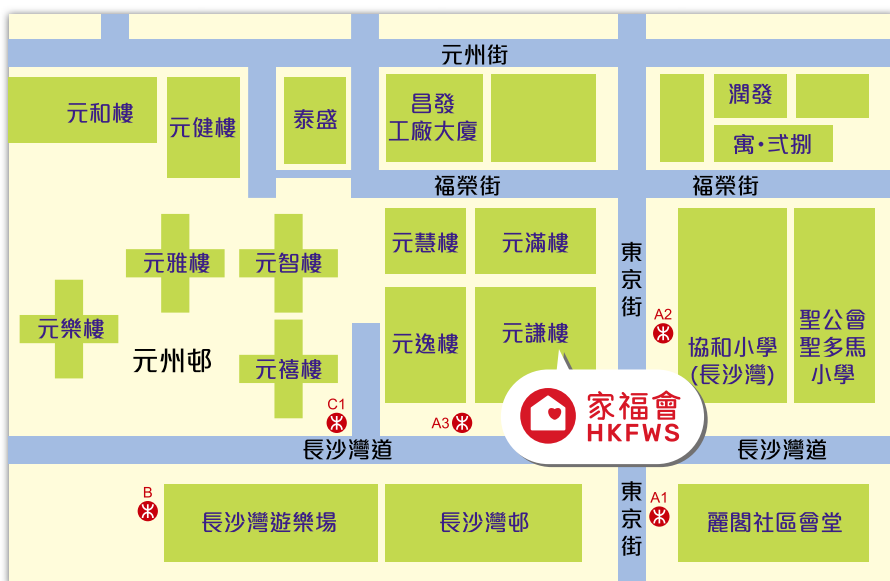 元州街
元和樓
元健樓
泰盛
昌發
工廠大廈
潤發
寓·弍捌
福榮街
福榮街
元雅樓
元智樓
元慧樓
元滿樓
東
京
街
元樂樓
元州邨
元禧樓
元逸樓
元謙樓
A2
協和小學
(長沙灣)
聖公會
聖多馬
小學
C1
A3
家福會
HKFWS
長沙灣道
長沙灣道
B
長沙灣遊樂場
長沙灣邨
東
京
街
A1
麗閣社區會堂